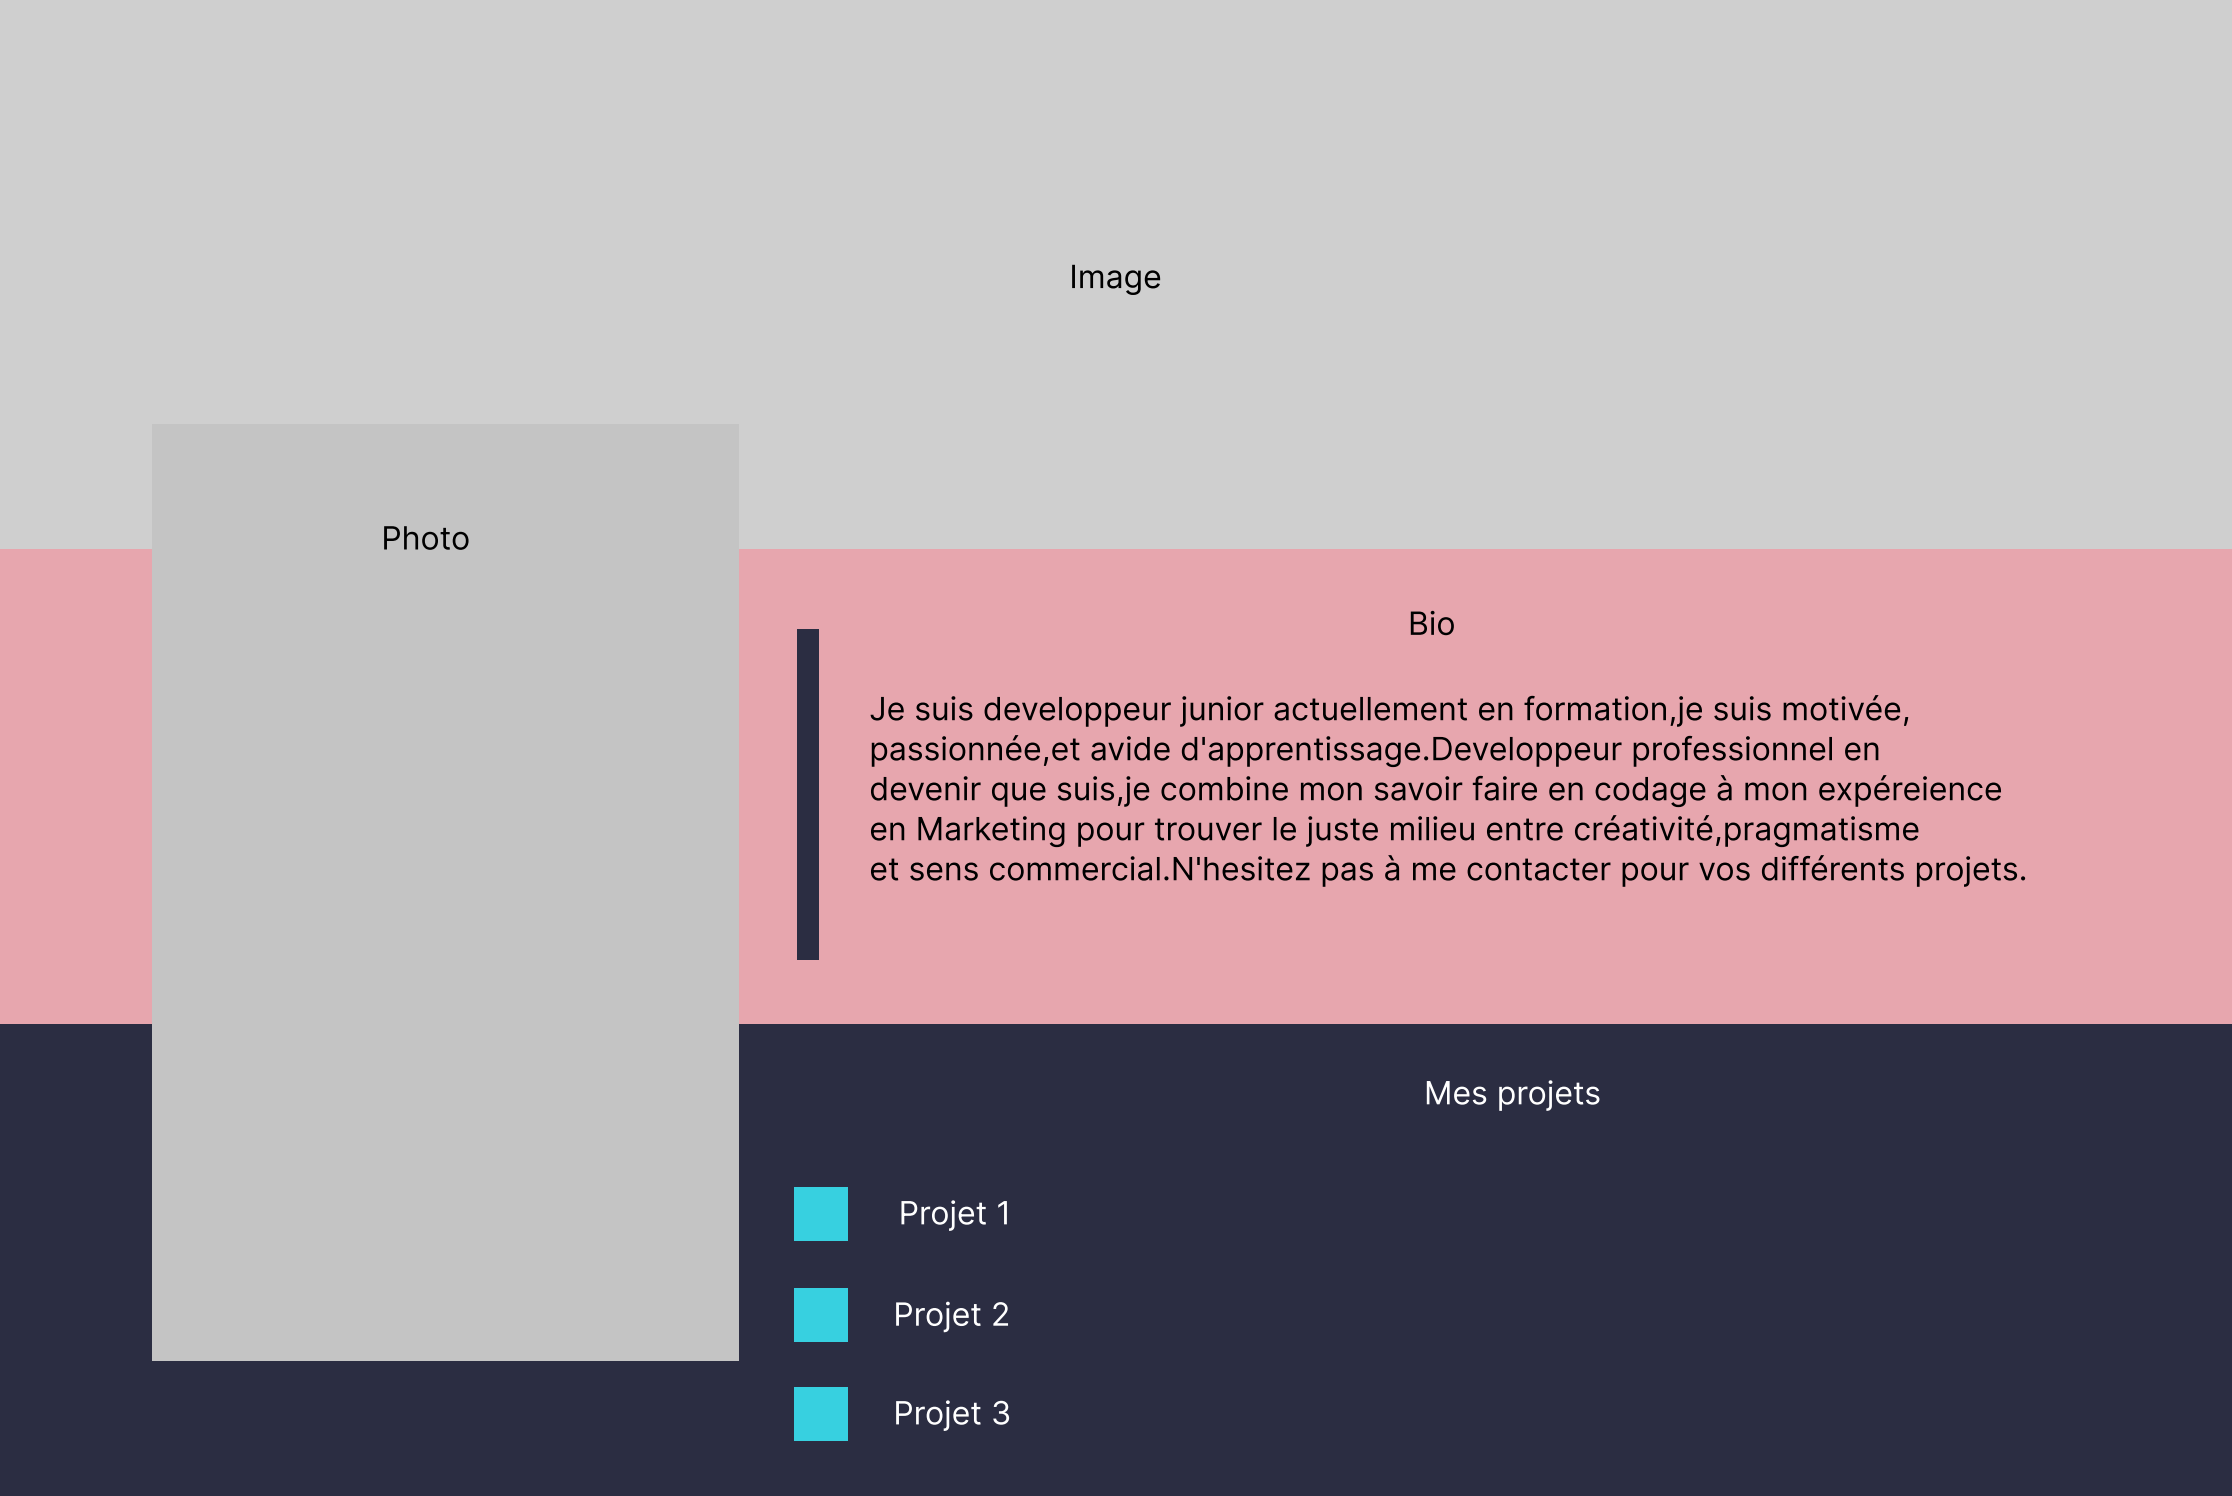 Image
Photo
Bio
Je suis developpeur junior actuellement en formation,je suis motivée,
passionnée,et avide d'apprentissage.Developpeur professionnel en
devenir que suis,je combine mon savoir faire en codage à mon expéreience
en Marketing pour trouver le juste milieu entre créativité,pragmatisme
et sens commercial.N'hesitez pas à me contacter pour vos différents projets.
Mes projets
Projet 1
Projet 2
Projet 3